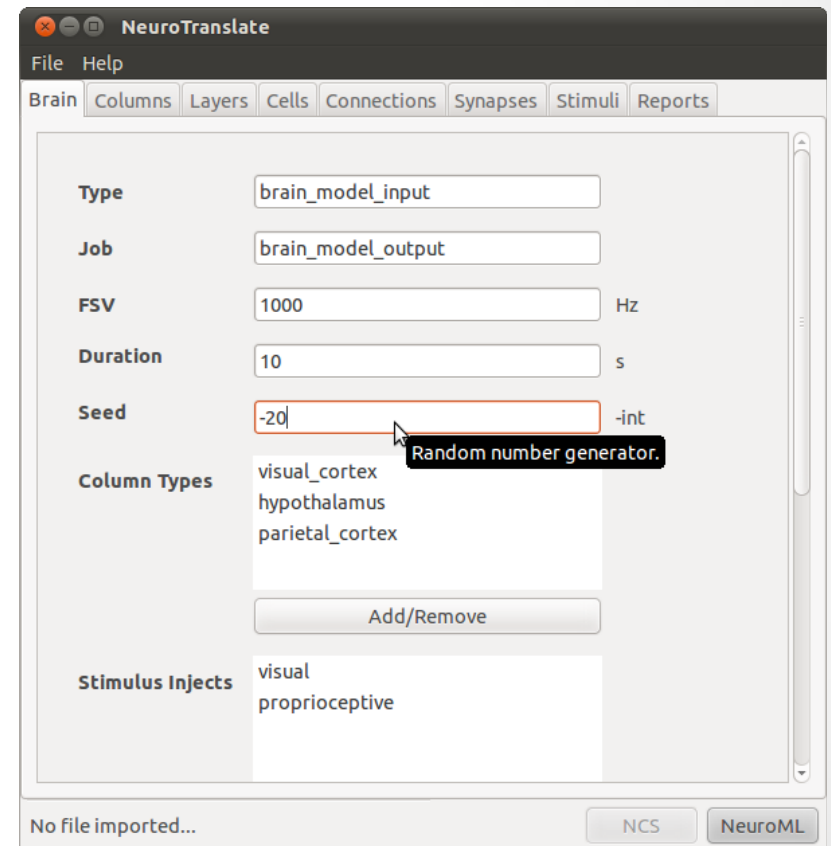 NeuroTranslate
File Help
Brain Columns Layers Cells Connections Synapses Stimuli Reports
Type brain_model_input
Job brain_model_output
FSV 1000 Hz
Duration 10 s
Seed -20 -int
Random number generator.
Column Types visual_cortex
hypothalamus
parietal_cortex
Add/Remove
Stimulus Injects visual
proprioceptive
No file imported... NCS NeuroML